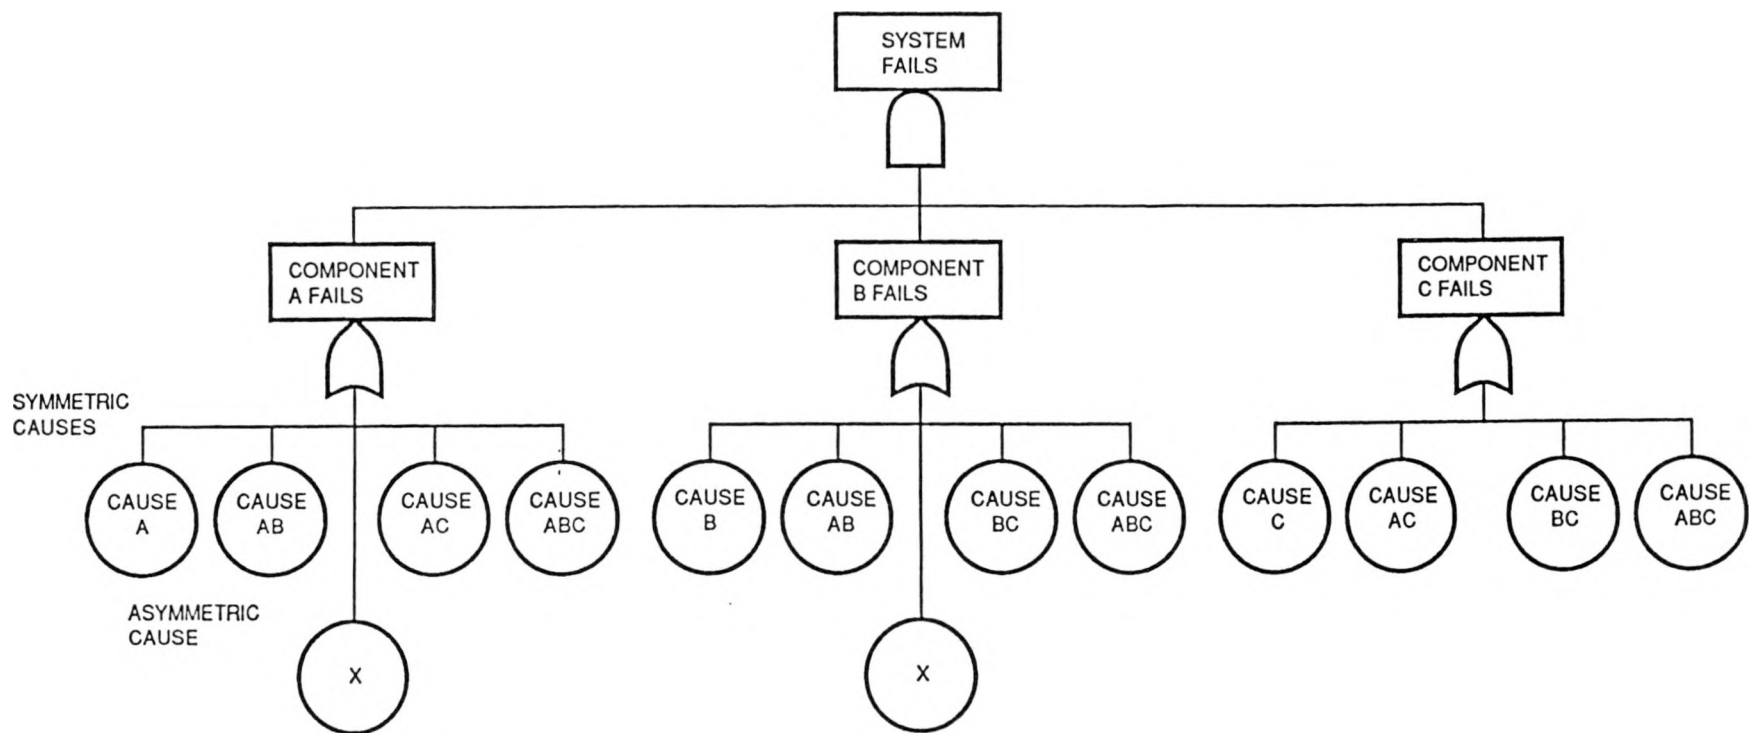 SYSTEM
FAILS
COMPONENT
A FAILS
COMPONENT
B FAILS
COMPONENT
C FAILS
SYMMETRIC
CAUSES
CAUSE
A
CAUSE
AB
CAUSE
AC
CAUSE
ABC
CAUSE
B
CAUSE
AB
CAUSE
BC
CAUSE
ABC
CAUSE
C
CAUSE
AC
CAUSE
BC
CAUSE
ABC
ASYMMETRIC
CAUSE
X
X